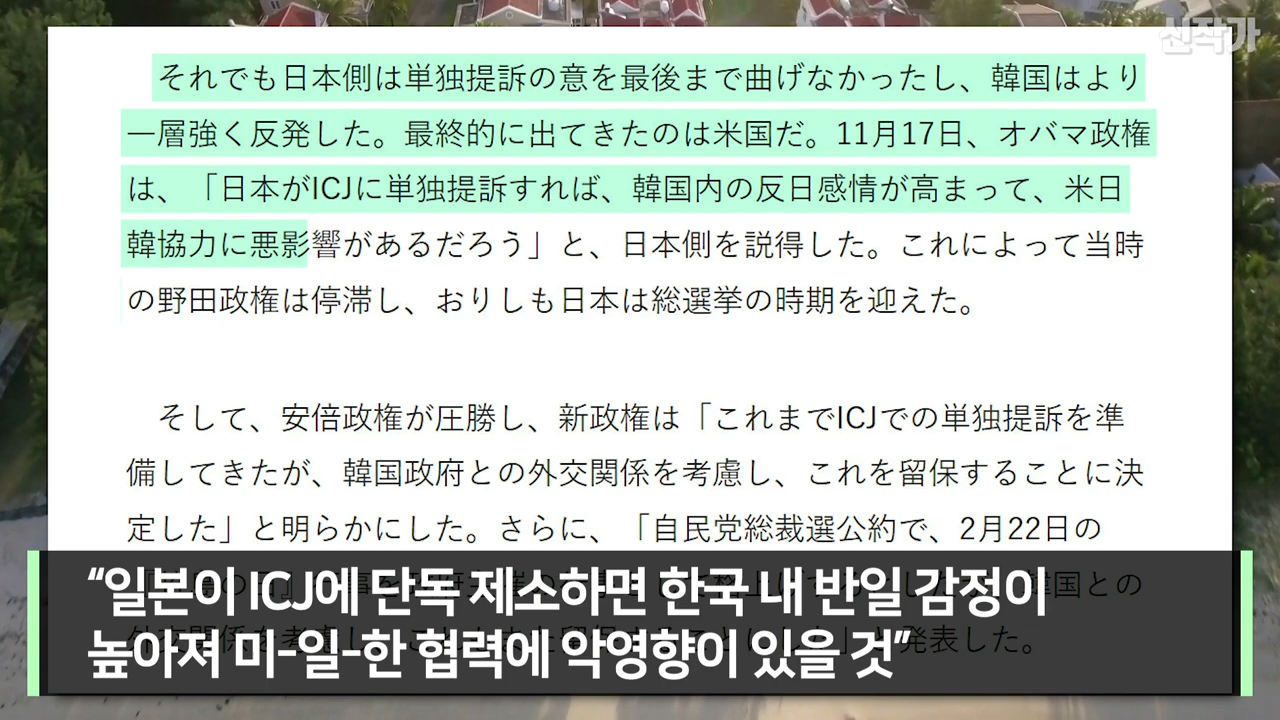 신작가
それでも日本側は単独提訴の意を最後まで曲げなかったし、韓国はより
一層強く反発した。最終的に出てきたのは米国だ。11月17日、オバマ政権
は、「日本がICJに単独提訴すれば、韓国内の反日感情が高まって、米日
韓協力に悪影響があるだろう」と、日本側を説得した。これによって当時
の野田政権は停滞し、おりしも日本は総選挙の時期を迎えた。
そして、安倍政権が圧勝し、新政権は「これまでICJでの単独提訴を準
備してきたが、韓国政府との外交関係を考慮し、これを留保することに決
定した」と明らかにした。さらに、「自民党総裁選公約で、2月22日の
韓国との
発表した。
“일본이 ICJ에 단독 제소하면 한국 내 반일 감정이
높아져 미-일-한 협력에 악영향이 있을 것”